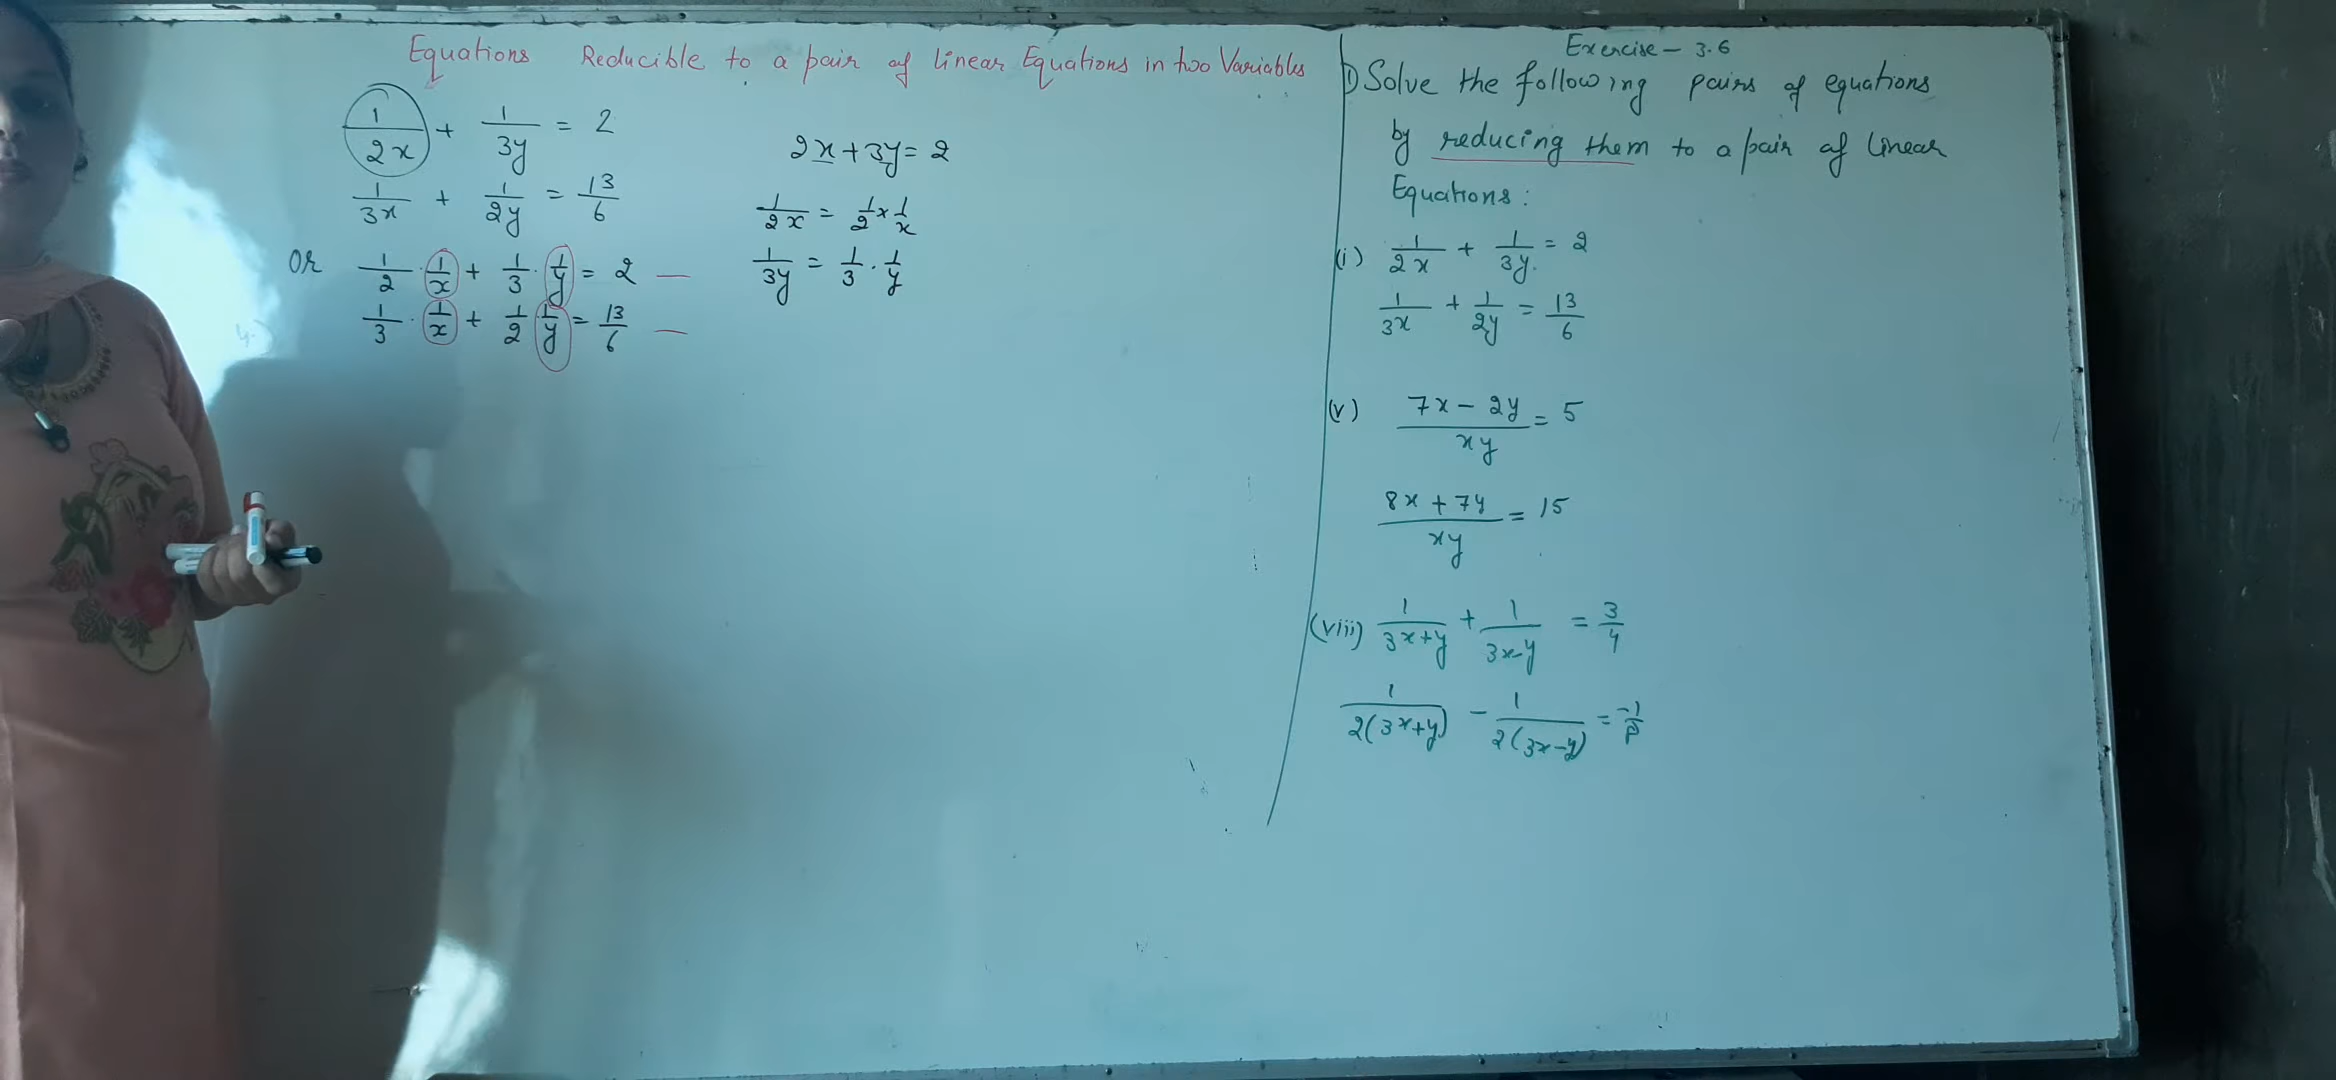 Equations Reducible to a pair of linear Equations in two Variables
1/2x + 1/3y = 2
1/3x + 1/2y = 13/6
or 1/2 · 1/x + 1/3 · 1/y = 2 —
1/3 · 1/x + 1/2 1/y = 13/6 —
2x + 3y = 2
1/2x = 1/2 × 1/x
1/3y = 1/3 · 1/y
Exercise - 3.6
1) Solve the following pairs of equations
by reducing them to a pair of linear
Equations :
(i) 1/2x + 1/3y = 2
1/3x + 1/2y = 13/6
(v) 7x - 2y/xy = 5
8x + 7y/xy = 15
(viii) 1/3x+y + 1/3x-y = 3/4
1/2(3x+y) - 1/2(3x-y) = -1/8